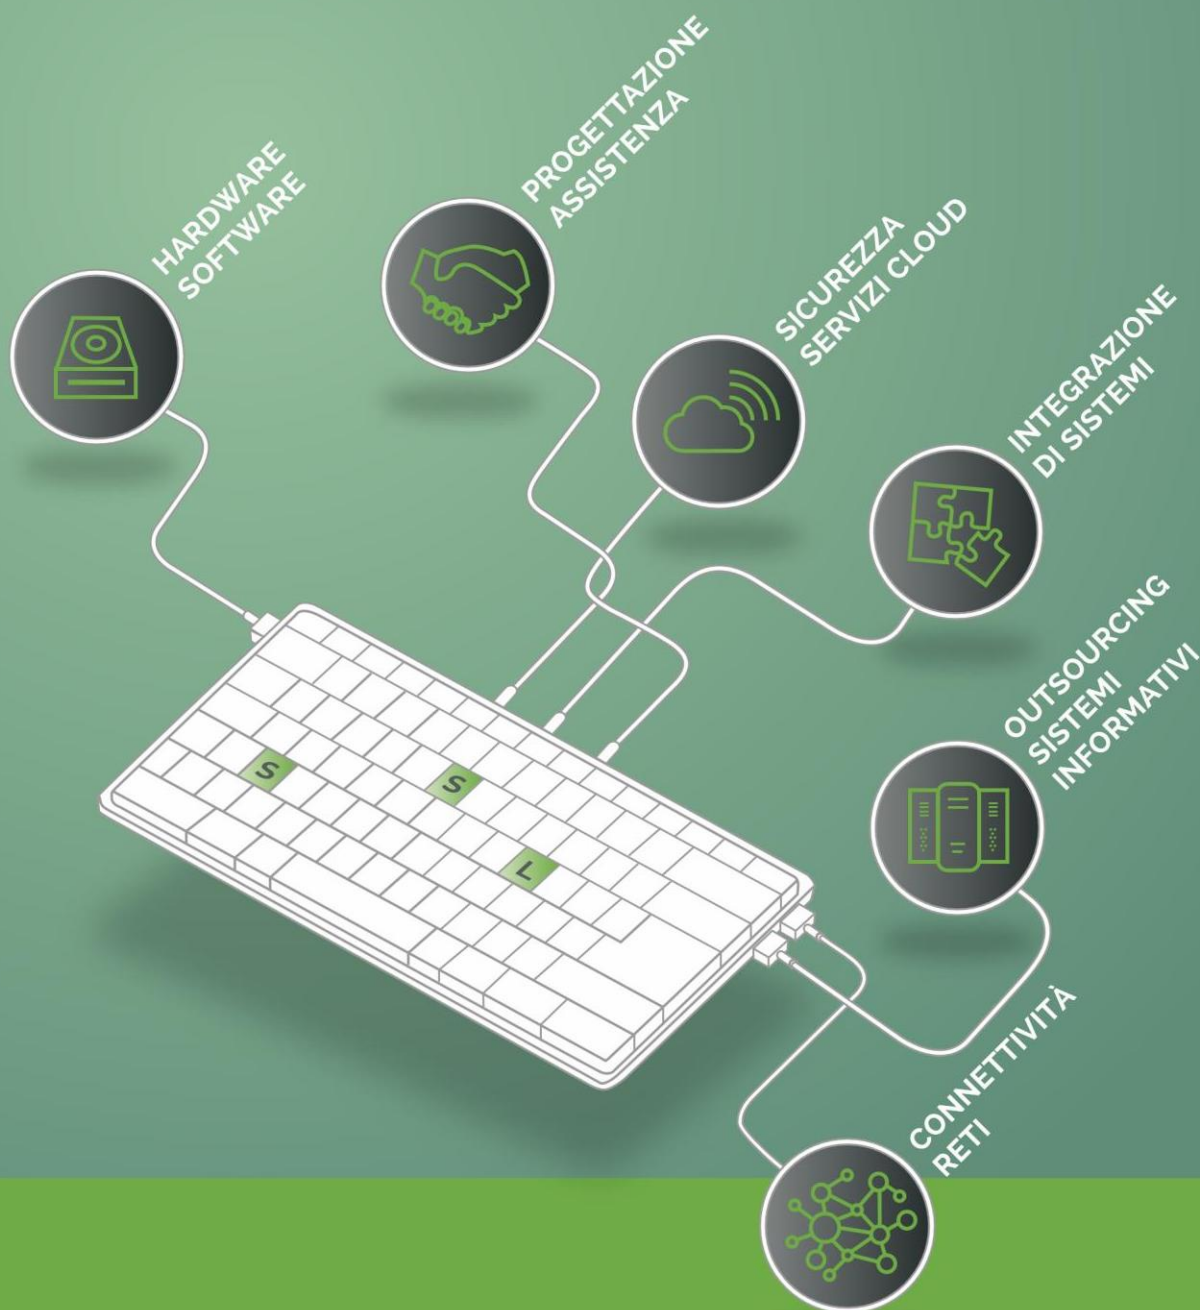 HARDWARE
SOFTWARE
PROGETTAZIONE
ASSISTENZA
SICUREZZA
SERVIZI CLOUD
INTEGRAZIONE
DI SISTEMI
OUTSOURCING
SISTEMI
INFORMATIVI
S
S
L
CONNETTIVITÀ
RETI